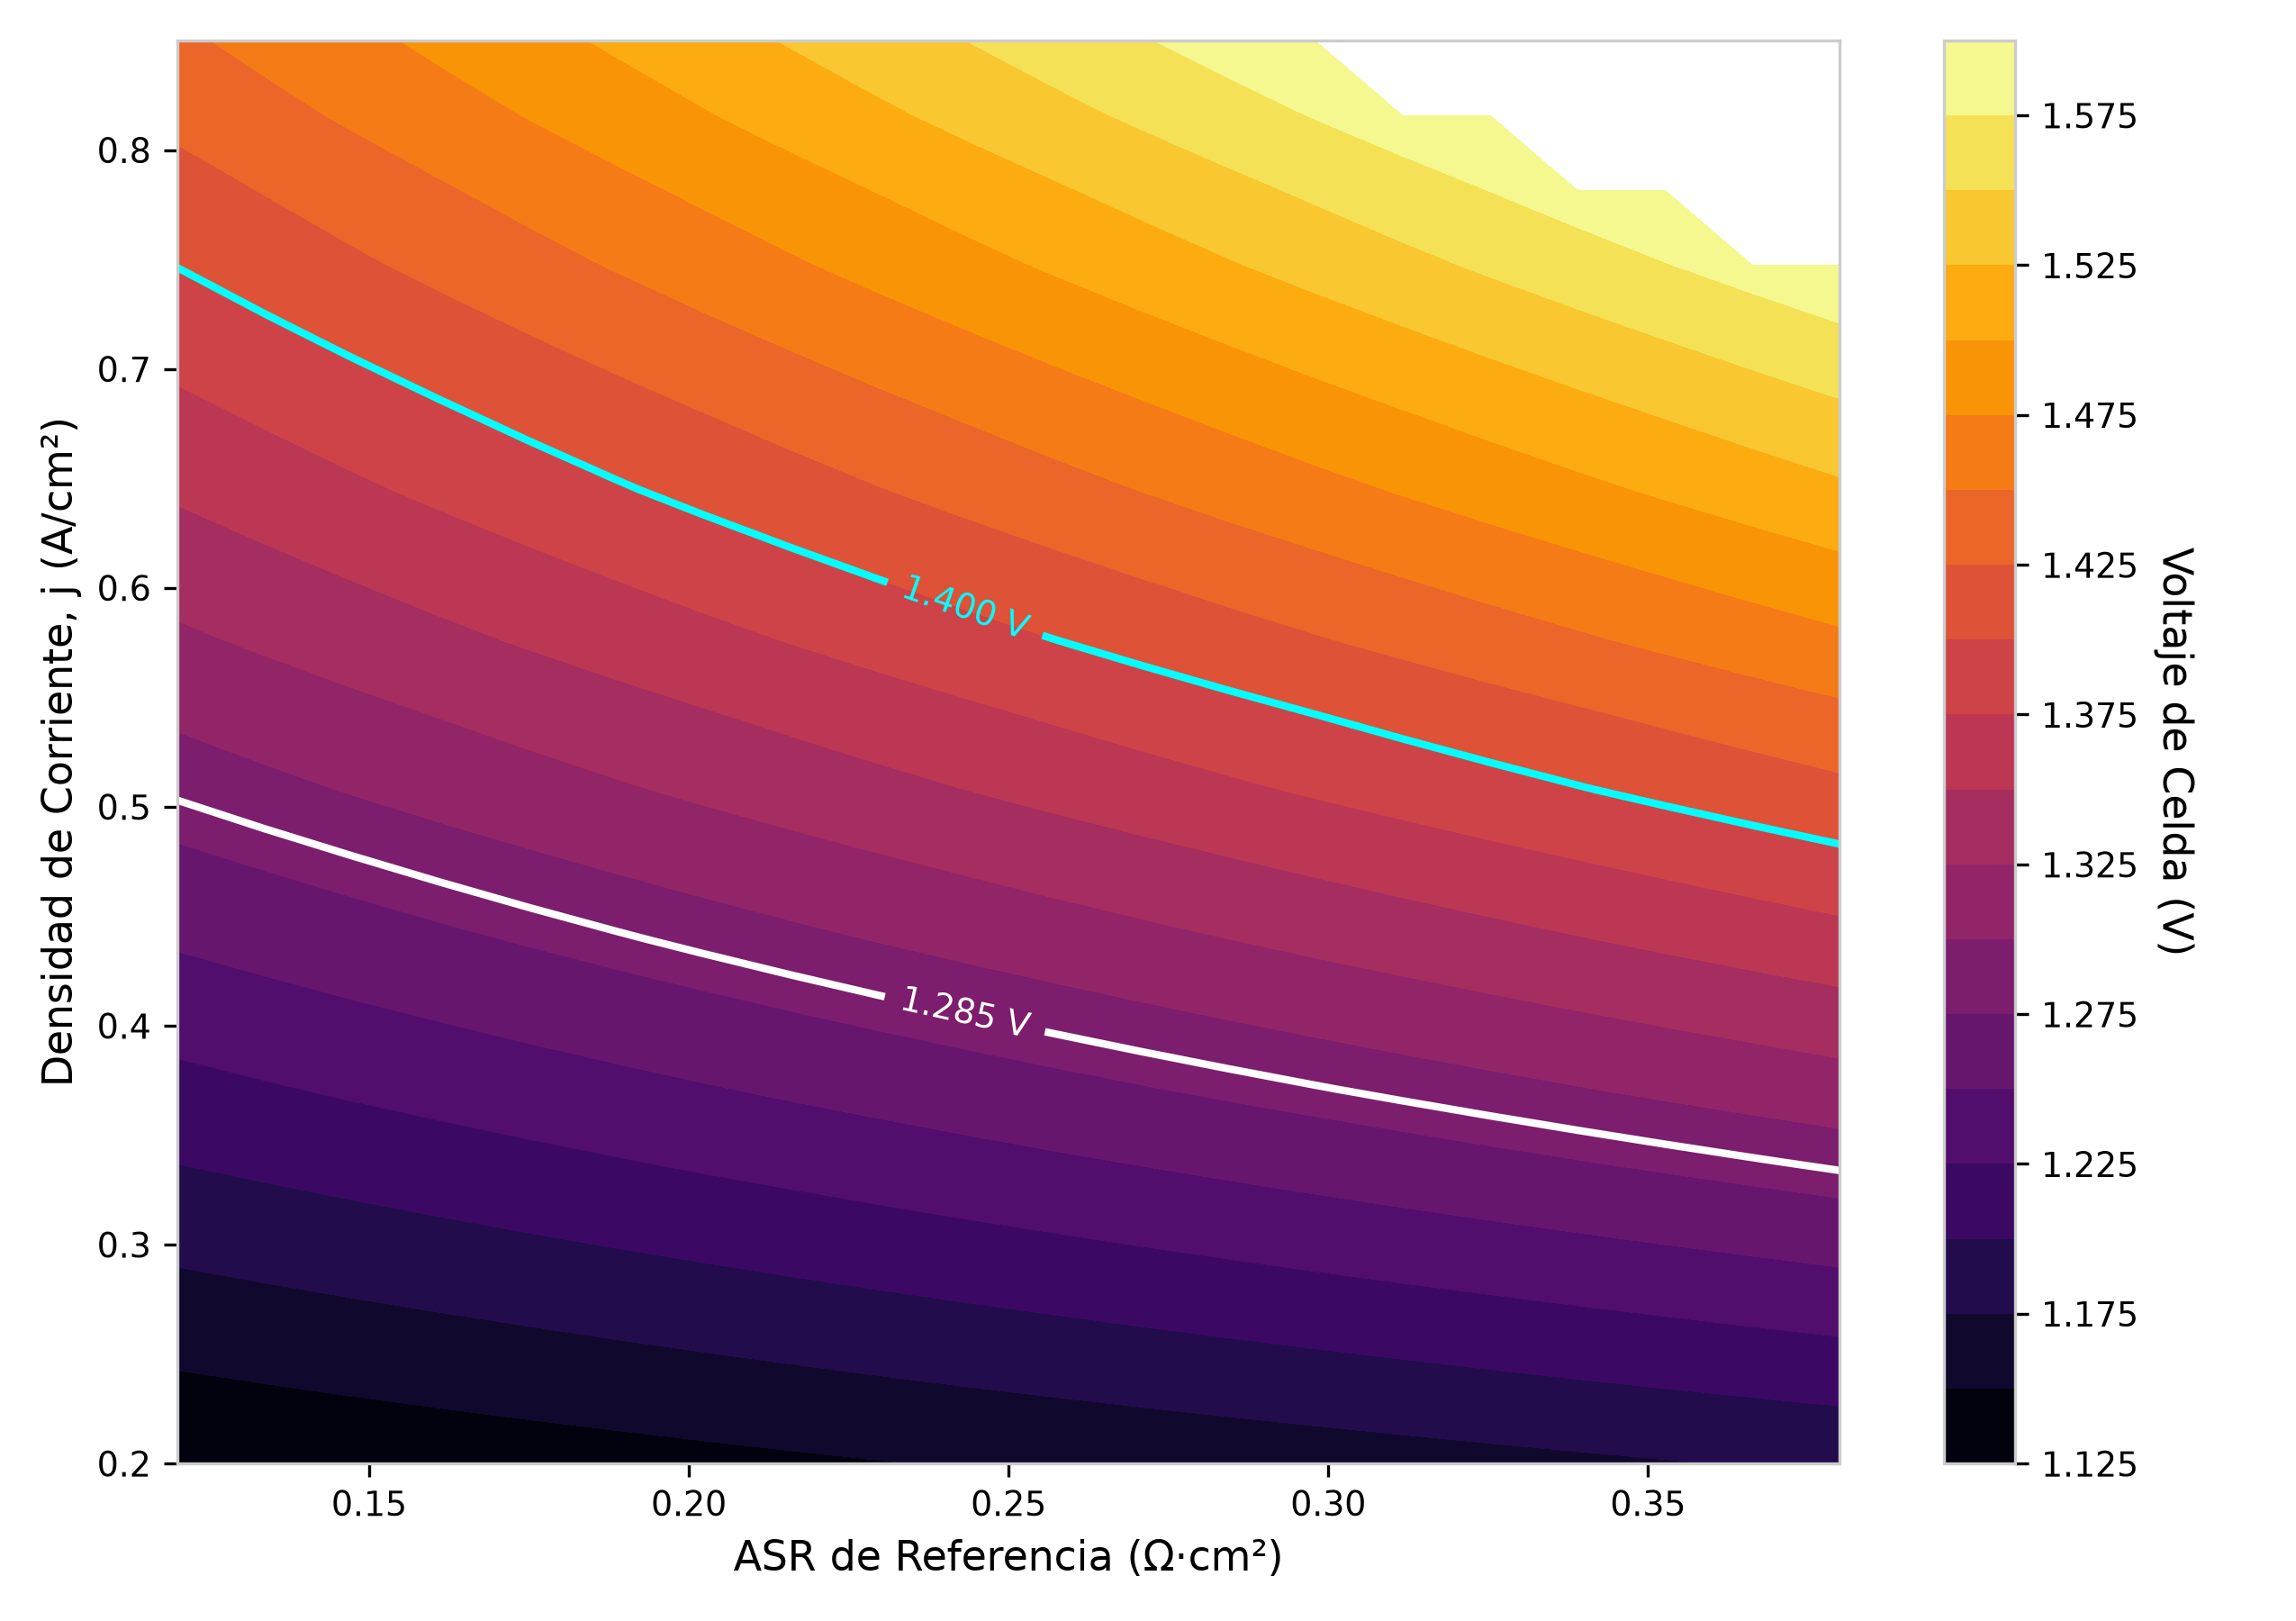 Densidad de Corriente, j (A/cm²)
0.8
0.7
0.6
0.5
0.4
0.3
0.2
1.400 V
1.285 V
0.15 0.20 0.25 0.30 0.35
ASR de Referencia (Ω·cm²)
1.575
1.525
1.475
1.425
1.375
1.325
1.275
1.225
1.175
1.125
Voltaje de Celda (V)